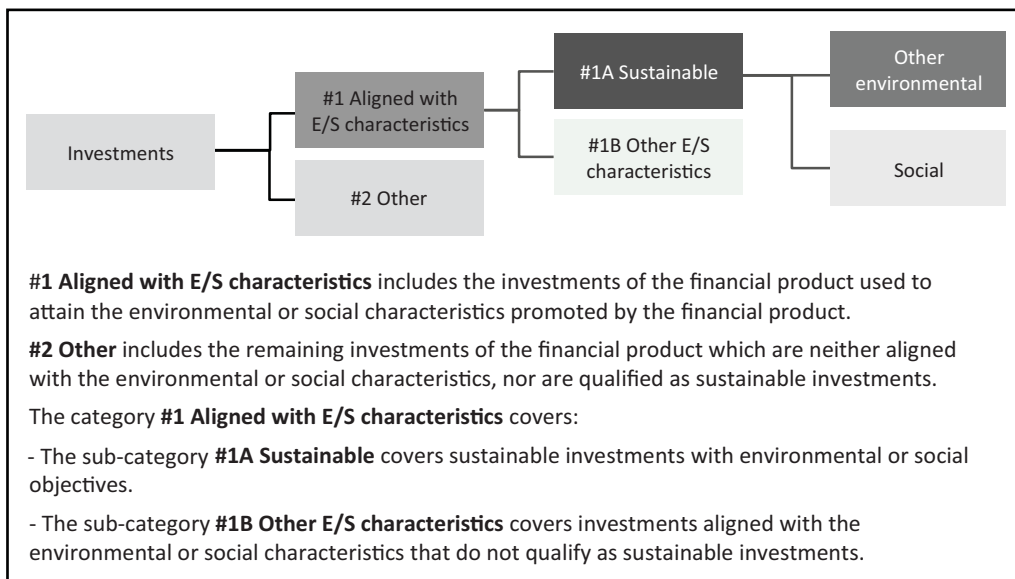 Investments
#1 Aligned with
E/S characteristics
#2 Other
#1A Sustainable
#1B Other E/S
characteristics
Other
environmental
Social
#1 Aligned with E/S characteristics includes the investments of the financial product used to
attain the environmental or social characteristics promoted by the financial product.
#2 Other includes the remaining investments of the financial product which are neither aligned
with the environmental or social characteristics, nor are qualified as sustainable investments.
The category #1 Aligned with E/S characteristics covers:
- The sub-category #1A Sustainable covers sustainable investments with environmental or social
objectives.
- The sub-category #1B Other E/S characteristics covers investments aligned with the
environmental or social characteristics that do not qualify as sustainable investments.